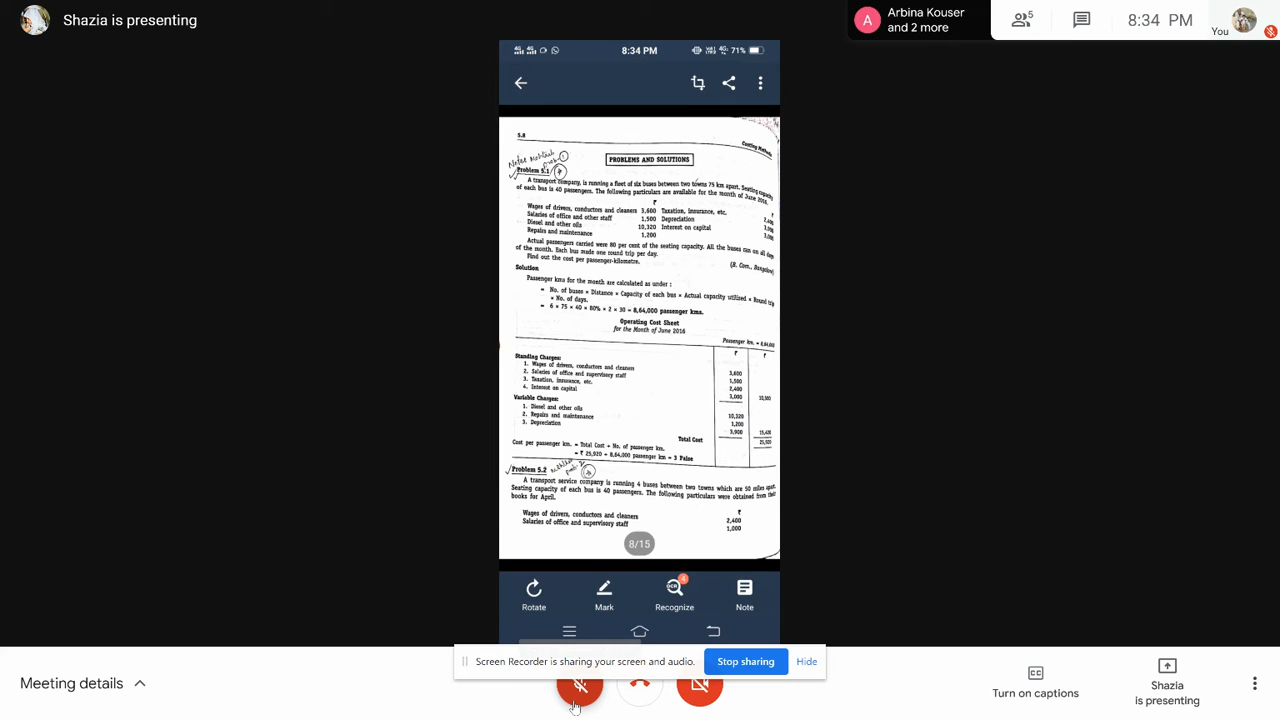 Shazia is presenting
Arbina Kouser
and 2 more
5
8:34 PM
You
8:34 PM
71%
5.8
Costing Methods
PROBLEMS AND SOLUTIONS
Problem 5.1
A transport company, is running a fleet of six buses between two towns 75 km apart. Seating capacity
of each bus is 40 passengers. The following particulars are available for the month of June 2016.
₹ ₹
Wages of drivers, conductors and cleaners 3,600 Taxation, insurance, etc. 2,400
Salaries of office and other staff 1,500 Depreciation 3,900
Diesel and other oils 10,320 Interest on capital 3,000
Repairs and maintenance 1,200
Actual passengers carried were 80 per cent of the seating capacity. All the buses ran on all days
of the month. Each bus made one round trip per day.
Find out the cost per passenger-kilometre. (B. Com., Bangalore)
Solution
Passenger kms for the month are calculated as under :
= No. of buses × Distance × Capacity of each bus × Actual capacity utilized × Round trip
× No. of days.
= 6 × 75 × 40 × 80% × 2 × 30 = 8,64,000 passenger kms.
Operating Cost Sheet
for the Month of June 2016
Passenger km. = 8,64,000
₹ ₹
Standing Charges:
1. Wages of drivers, conductors and cleaners 3,600
2. Salaries of office and supervisory staff 1,500
3. Taxation, insurance, etc. 2,400
4. Interest on capital 3,000 10,500
Variable Charges:
1. Diesel and other oils 10,320
2. Repairs and maintenance 1,200
3. Depreciation 3,900 15,420
Total Cost 25,920
Cost per passenger km. = Total Cost ÷ No. of passenger km.
= ₹ 25,920 ÷ 8,64,000 passenger km = 3 Paise
Problem 5.2
A transport service company is running 4 buses between two towns which are 50 miles apart.
Seating capacity of each bus is 40 passengers. The following particulars were obtained from their
books for April.
₹
Wages of drivers, conductors and cleaners 2,400
Salaries of office and supervisory staff 1,000
8/15
4
OCR
Rotate
Mark
Recognize
Note
Screen Recorder is sharing your screen and audio.
Stop sharing
Hide
Meeting details
Turn on captions
Shazia
is presenting